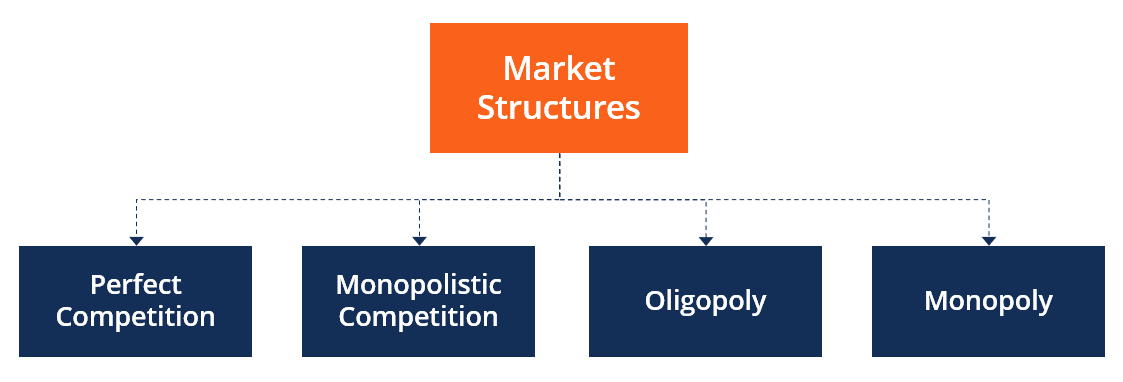 Market
Structures
Perfect
Competition
Monopolistic
Competition
Oligopoly
Monopoly